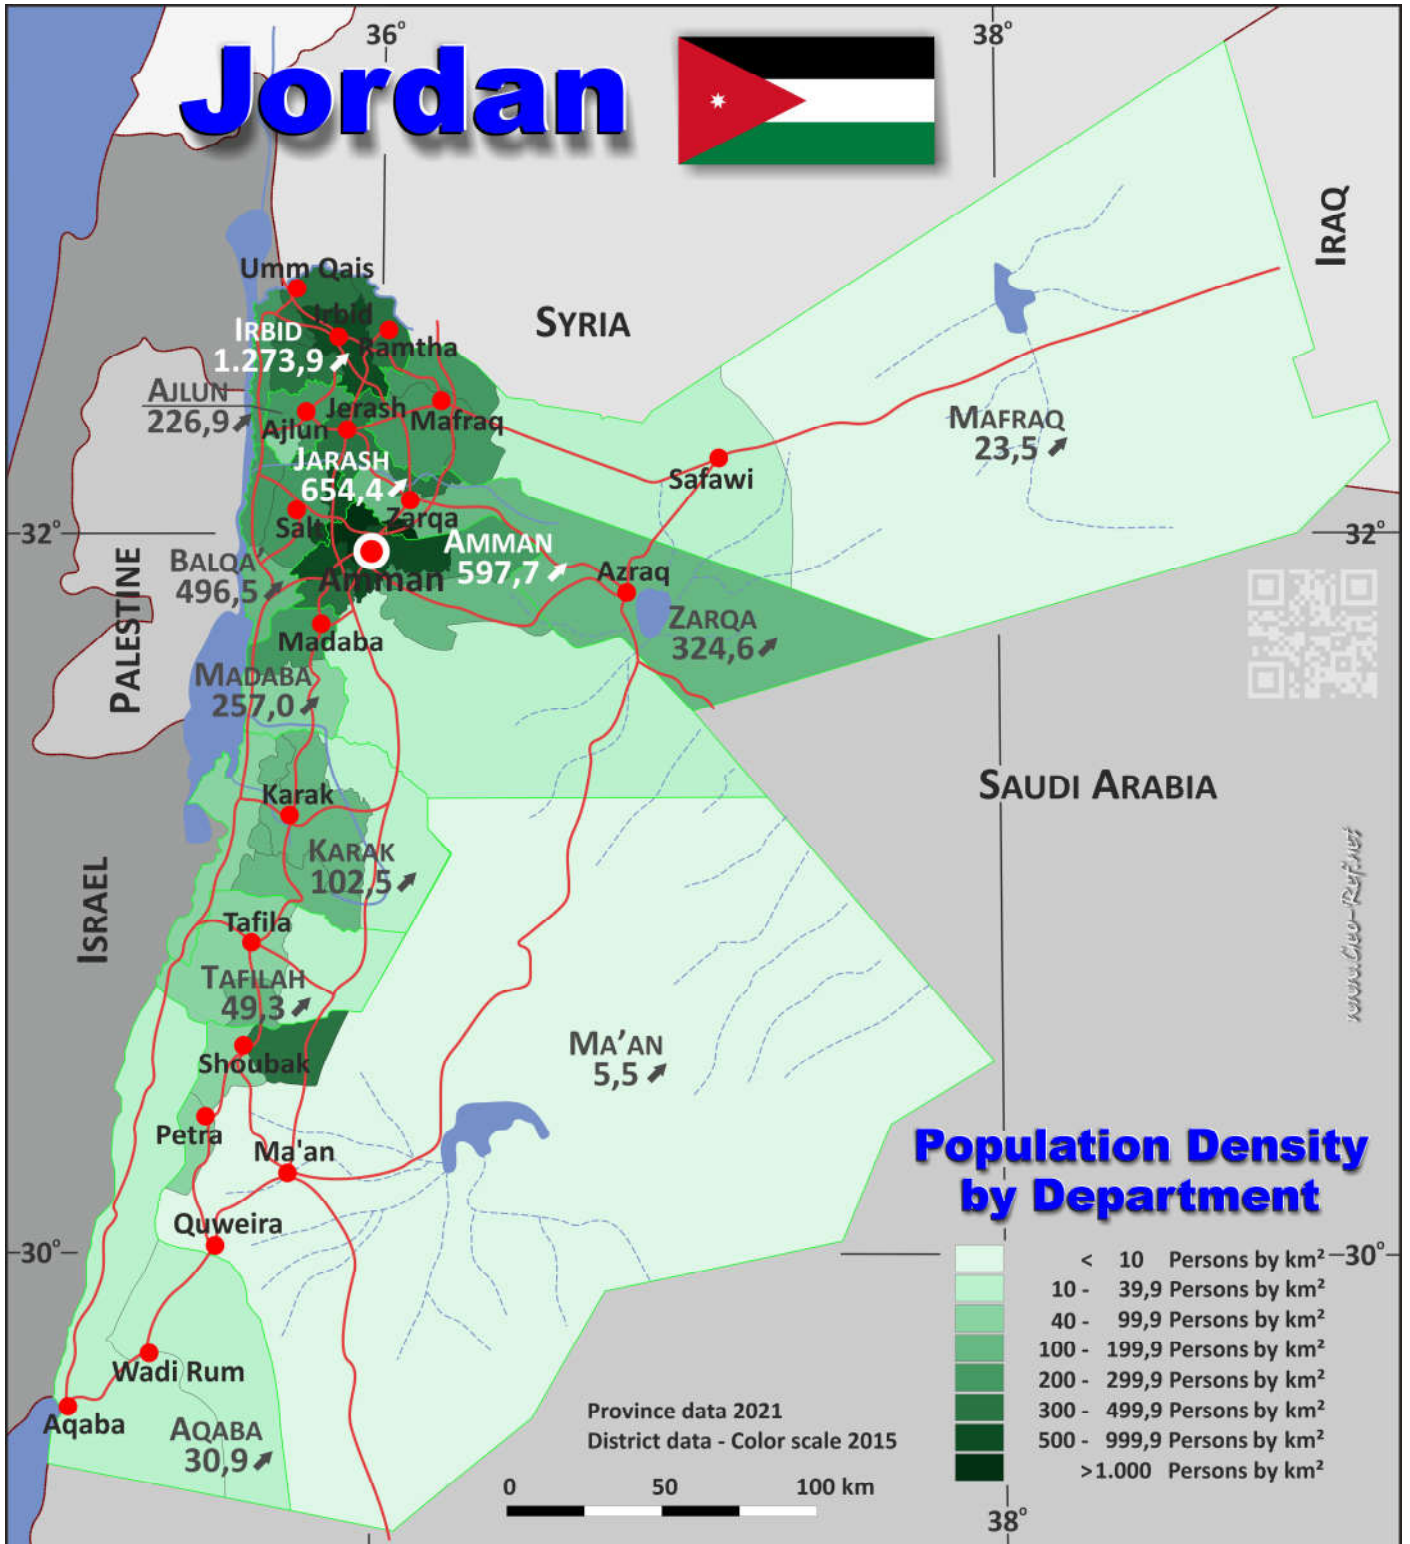 36°
38°
Jordan
IRAQ
Umm Qais
SYRIA
Irbid
IRBID
1.273,9
Ramtha
AJLUN
226,9
Jerash
Ajlun
Mafraq
MAFRAQ
23,5
JARASH
654,4
Safawi
Zarqa
Salt
32°
32°
AMMAN
597,7
BALQA'
496,5
Amman
Azraq
PALESTINE
ZARQA
324,6
Madaba
MADABA
257,0
SAUDI ARABIA
Karak
KARAK
102,5
www.Geo-Ref.net
ISRAEL
Tafila
TAFILAH
49,3
MA'AN
5,5
Shoubak
Petra
Ma'an
Population Density
by Department
Quweira
30°
30°
< 10 Persons by km²
10 - 39,9 Persons by km²
40 - 99,9 Persons by km²
100 - 199,9 Persons by km²
200 - 299,9 Persons by km²
300 - 499,9 Persons by km²
500 - 999,9 Persons by km²
>1.000 Persons by km²
Wadi Rum
Aqaba
AQABA
30,9
Province data 2021
District data - Color scale 2015
0 50 100 km
38°